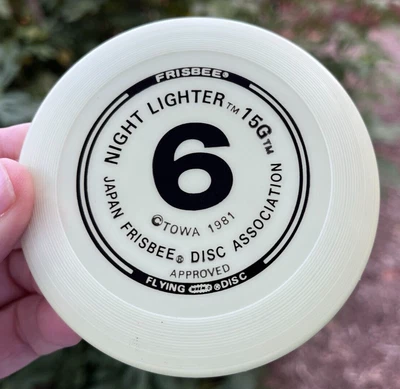 FRISBEE®
NIGHT LIGHTER™ 15G™
6
©TOWA 1981
JAPAN FRISBEE® DISC ASSOCIATION
APPROVED
FLYING ® DISC